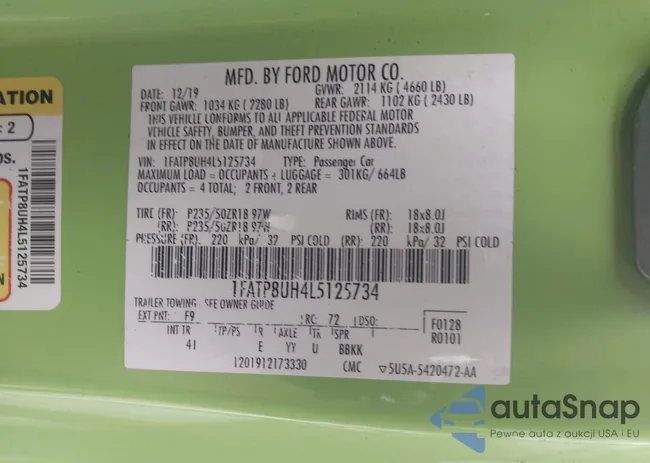 ATION
: 2
OS.
1FATP8UH4L5125734
N
MFD. BY FORD MOTOR CO.
DATE: 12/19 GVWR: 2114 KG (4660 LB)
FRONT GAWR: 1034 KG (2280 LB) REAR GAWR: 1102 KG (2430 LB)
THIS VEHICLE CONFORMS TO ALL APPLICABLE FEDERAL MOTOR
VEHICLE SAFETY, BUMPER, AND THEFT PREVENTION STANDARDS
IN EFFECT ON THE DATE OF MANUFACTURE SHOWN ABOVE.
VIN: 1FATP8UH4L5125734 TYPE: Passenger Car
MAXIMUM LOAD = OCCUPANTS + LUGGAGE = 301KG/ 664LB
OCCUPANTS = 4 TOTAL; 2 FRONT, 2 REAR
TIRE (FR): P235/50ZR18 97W RIMS (FR): 18x8.0J
(RR): P235/50ZR18 97W (RR): 18x8.0J
PRESSURE (FR): 220 kPa/ 32 PSI COLD (RR): 220 kPa/ 32 PSI COLD
1FATP8UH4L5125734
TRAILER TOWING - SEE OWNER GUIDE
EXT PNT: F9 RC: 72 DSO: F0128
R0101
INT TR TP/PS R AXLE TR SPR
41 E YY U BBKK
1201912173330 CMC ▽5U5A-5420472-AA
autaSnap
Pewne auta z aukcji USA i EU